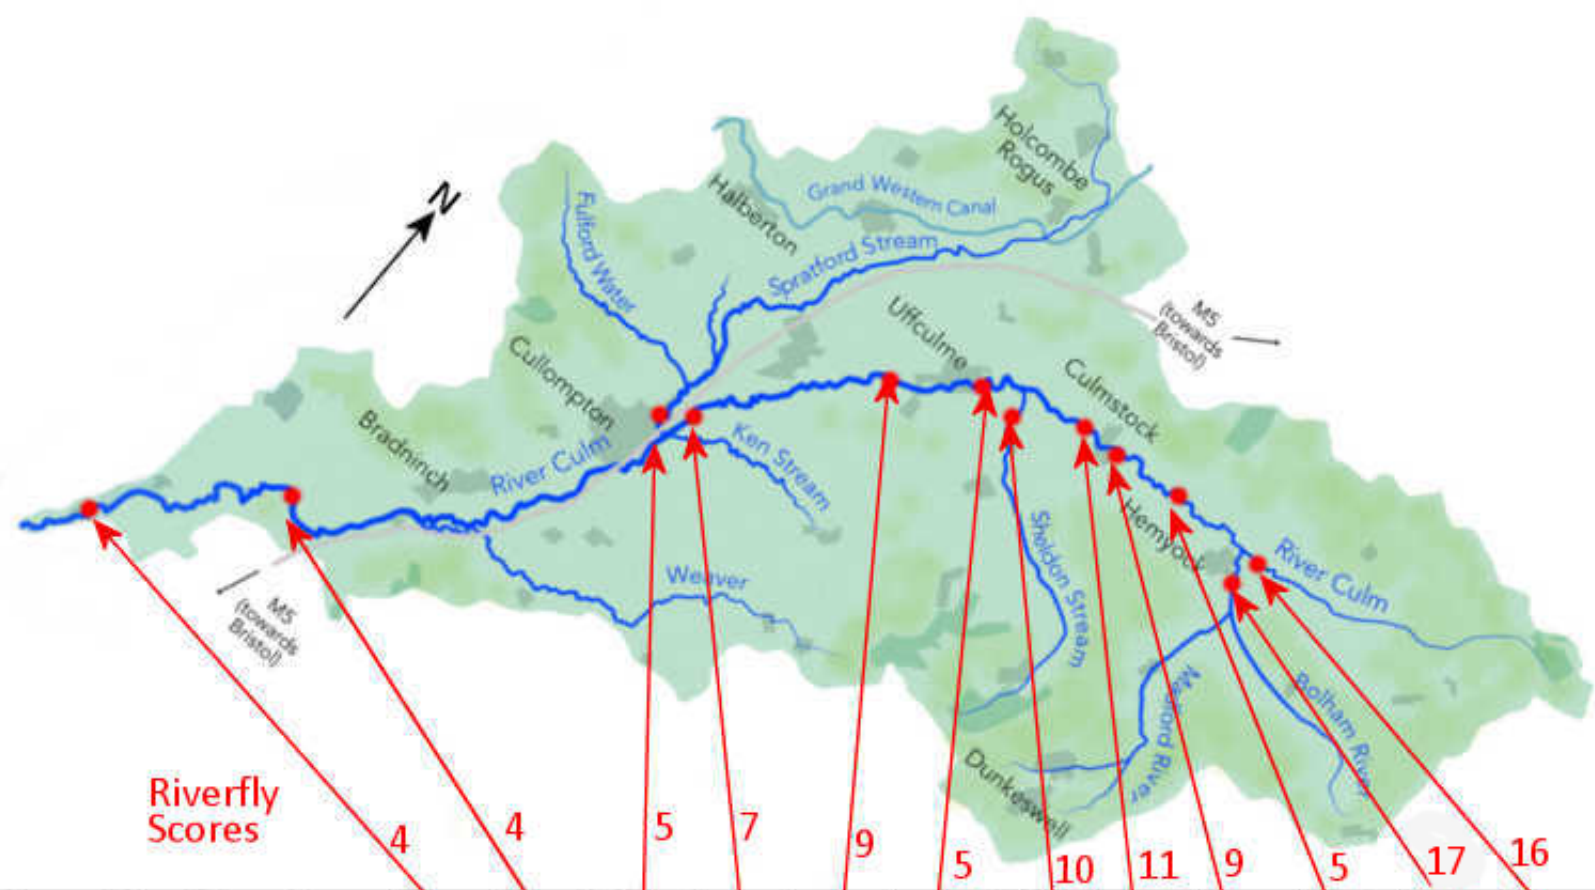 Holcombe
Rogus
N
Halberton
Grand Western Canal
Fulford Water
Spratford Stream
Uffculme
M5
(towards
Bristol)
Cullompton
Culmstock
Bradninch
River Culm
Ken Stream
Hemyock
Sheldon Stream
River Culm
M5
(towards
Bristol)
Weaver
Madford River
Bolham River
Dunkeswell
Riverfly
Scores
4
4
5
7
9
5
10
11
9
5
17
16